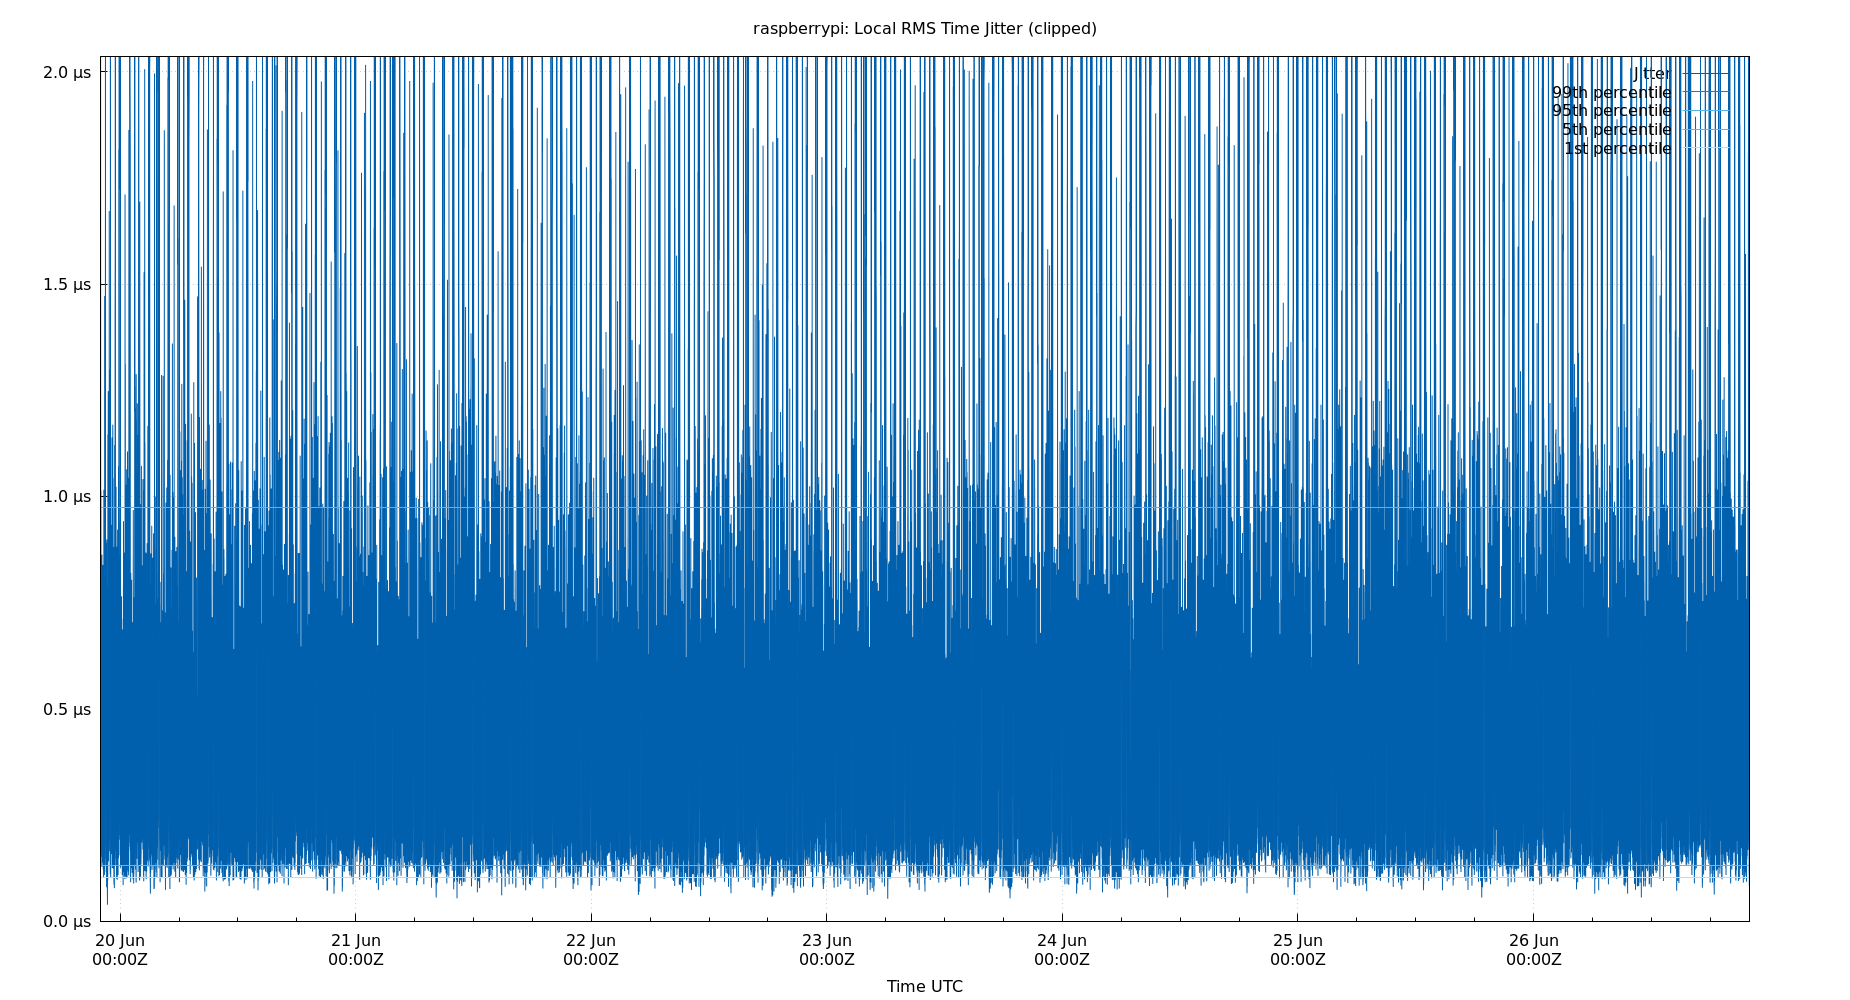 raspberrypi: Local RMS Time Jitter (clipped)
2.0 µs
1.5 µs
1.0 µs
0.5 µs
0.0 µs
Jitter
99th percentile
95th percentile
5th percentile
1st percentile
20 Jun 21 Jun 22 Jun 23 Jun 24 Jun 25 Jun 26 Jun
00:00Z 00:00Z 00:00Z 00:00Z 00:00Z 00:00Z 00:00Z
Time UTC